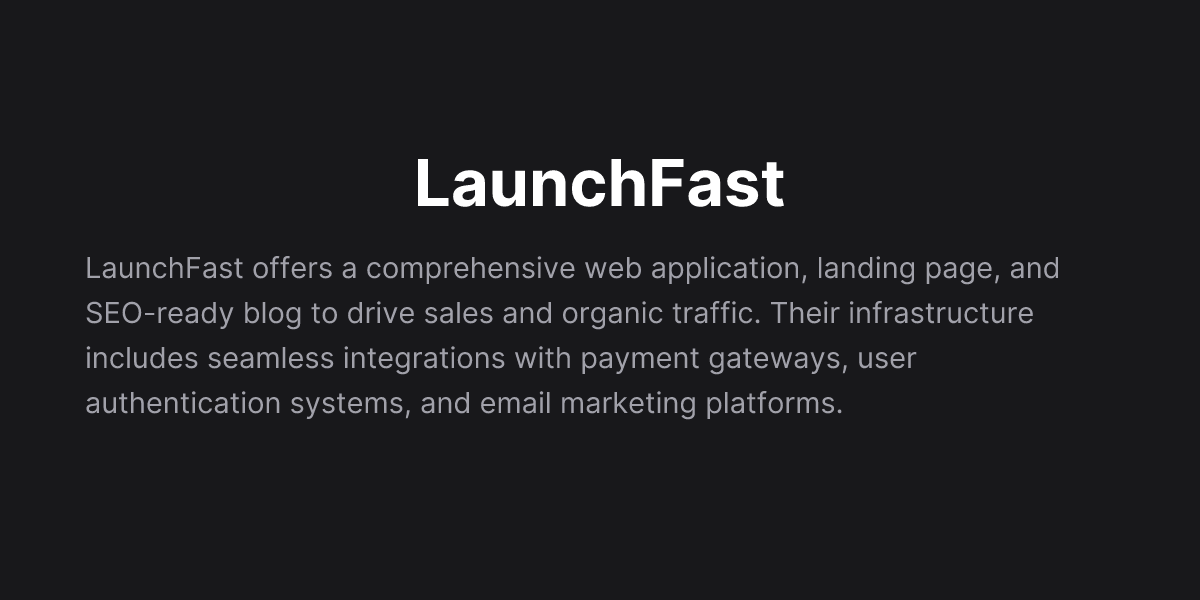 LaunchFast
LaunchFast offers a comprehensive web application, landing page, and
SEO-ready blog to drive sales and organic traffic. Their infrastructure
includes seamless integrations with payment gateways, user
authentication systems, and email marketing platforms.